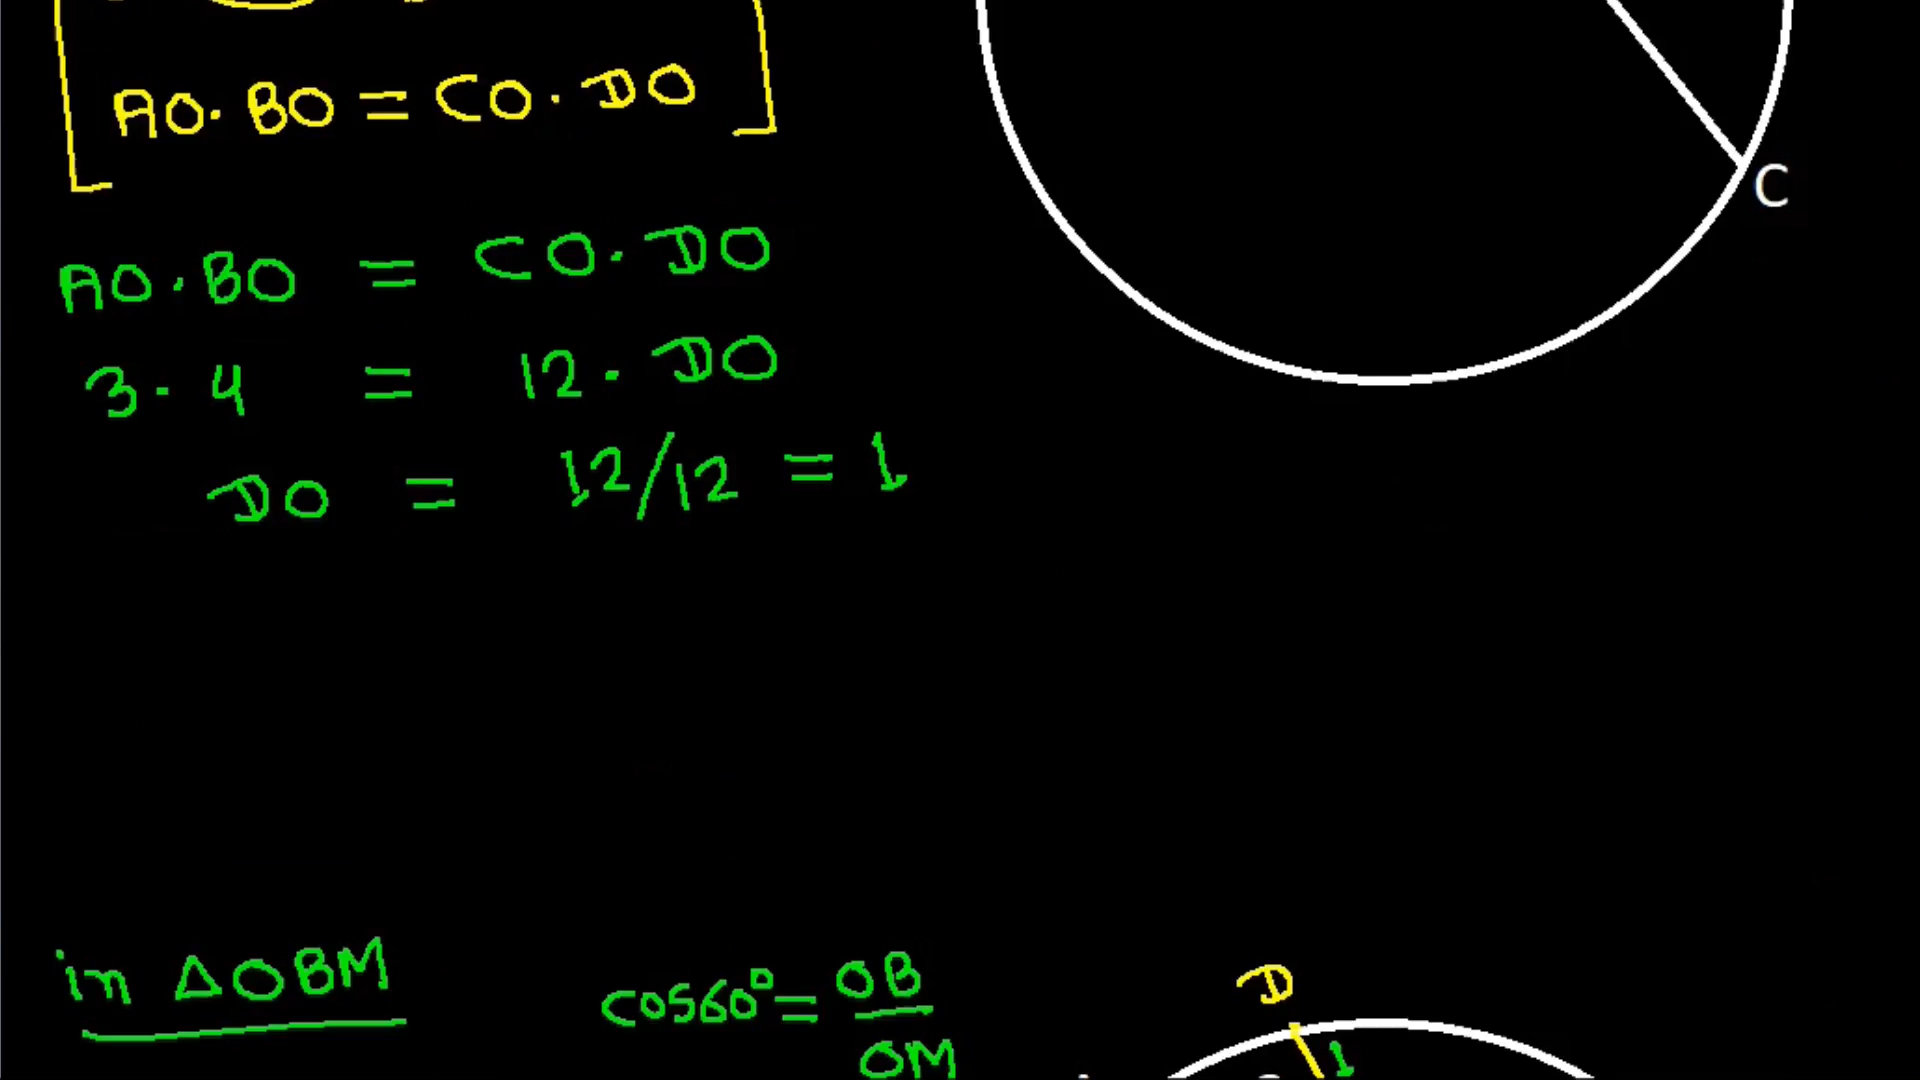 AO.BO = CO.DO
C
AO.BO = CO.DO
3.4 = 12.DO
DO = 12/12 = 1
in △OBM
cos60° = OB/OM
D
1